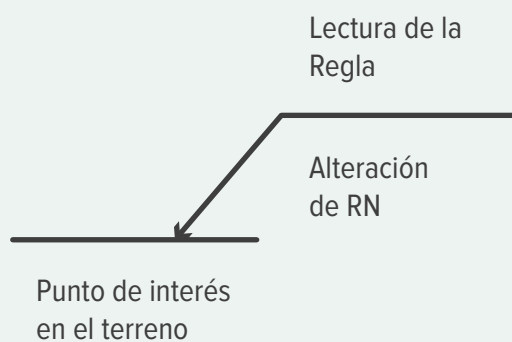 Lectura de la
Regla
Alteración
de RN
Punto de interés
en el terreno